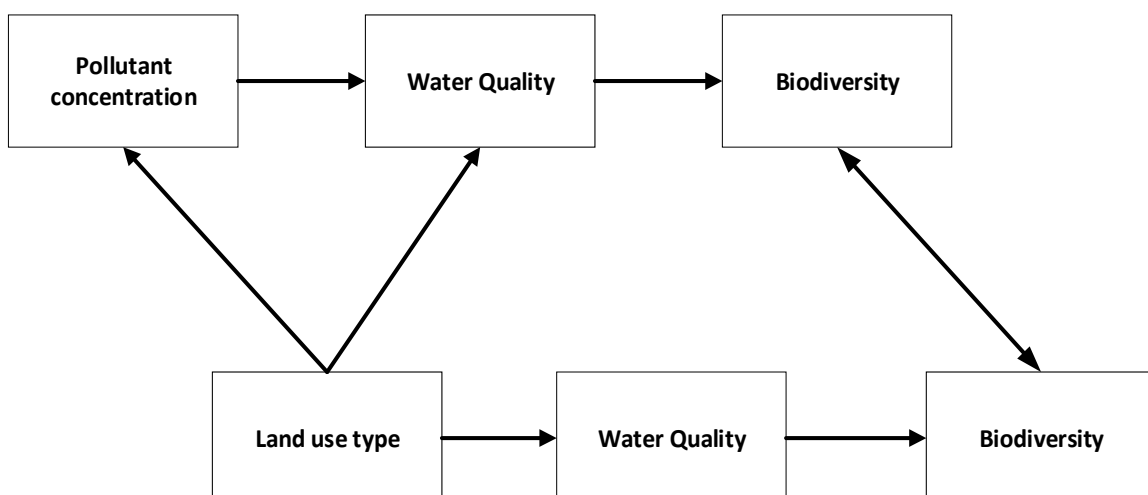 Pollutant
concentration
Water Quality
Biodiversity
Land use type
Water Quality
Biodiversity